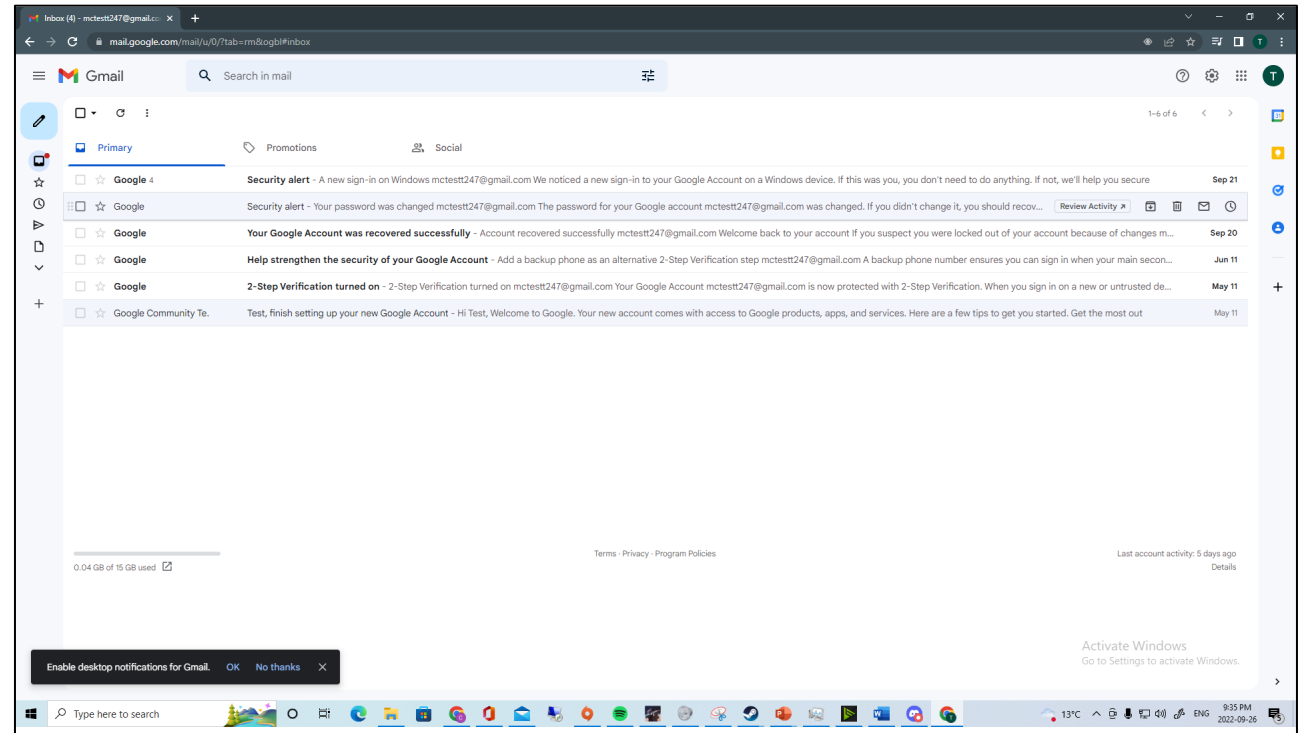 Inbox (4) - mctestt247@gmail.co
mail.google.com/mail/u/0/?tab=rm&ogbl#inbox
Gmail
Search in mail
T
1–6 of 6
Primary
Promotions
Social
Google 4 Security alert - A new sign-in on Windows mctestt247@gmail.com We noticed a new sign-in to your Google Account on a Windows device. If this was you, you don't need to do anything. If not, we'll help you secure Sep 21
Google Security alert - Your password was changed mctestt247@gmail.com The password for your Google account mctestt247@gmail.com was changed. If you didn't change it, you should recov... Review Activity
Google Your Google Account was recovered successfully - Account recovered successfully mctestt247@gmail.com Welcome back to your account If you suspect you were locked out of your account because of changes m... Sep 20
Google Help strengthen the security of your Google Account - Add a backup phone as an alternative 2-Step Verification step mctestt247@gmail.com A backup phone number ensures you can sign in when your main secon... Jun 11
Google 2-Step Verification turned on - 2-Step Verification turned on mctestt247@gmail.com Your Google Account mctestt247@gmail.com is now protected with 2-Step Verification. When you sign in on a new or untrusted de... May 11
Google Community Te. Test, finish setting up your new Google Account - Hi Test, Welcome to Google. Your new account comes with access to Google products, apps, and services. Here are a few tips to get you started. Get the most out May 11
0.04 GB of 15 GB used
Terms · Privacy · Program Policies
Last account activity: 5 days ago
Details
Activate Windows
Go to Settings to activate Windows.
Enable desktop notifications for Gmail. OK No thanks
Type here to search
13°C
ENG
9:35 PM
2022-09-26